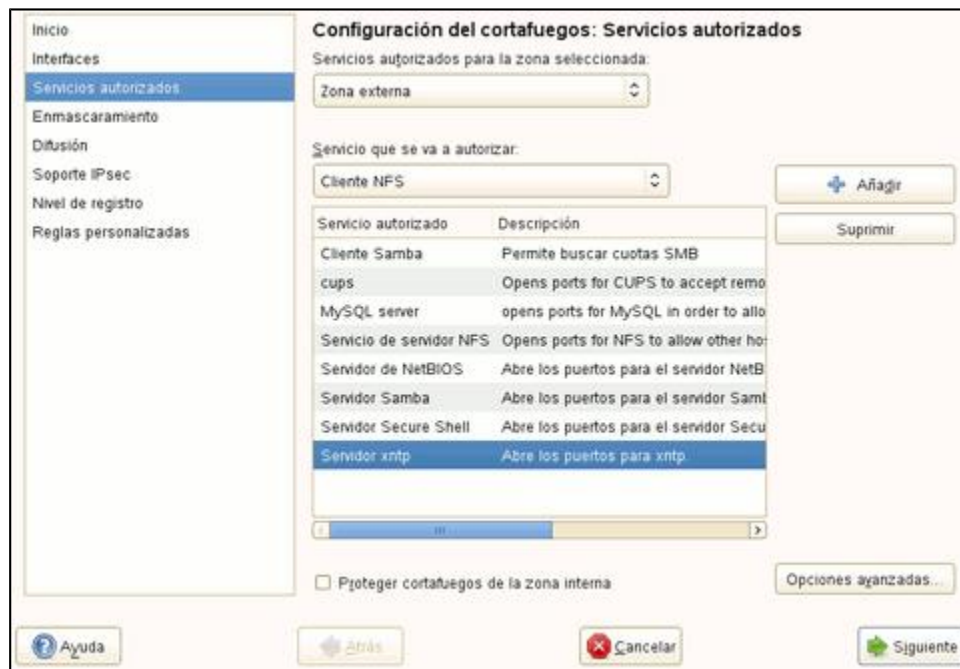 Inicio
Interfaces
Servicios autorizados
Enmascaramiento
Difusión
Soporte IPsec
Nivel de registro
Reglas personalizadas
Configuración del cortafuegos: Servicios autorizados
Servicios autorizados para la zona seleccionada:
Zona externa
Servicio que se va a autorizar:
Cliente NFS
Añadir
Suprimir
Servicio autorizado Descripción
Cliente Samba Permite buscar cuotas SMB
cups Opens ports for CUPS to accept remo
MySQL server opens ports for MySQL in order to allo
Servicio de servidor NFS Opens ports for NFS to allow other ho
Servidor de NetBIOS Abre los puertos para el servidor NetB
Servidor Samba Abre los puertos para el servidor Samb
Servidor Secure Shell Abre los puertos para el servidor Secu
Servidor xntp Abre los puertos para xntp.
Proteger cortafuegos de la zona interna
Opciones avanzadas...
Ayuda
Atrás
Cancelar
Siguiente